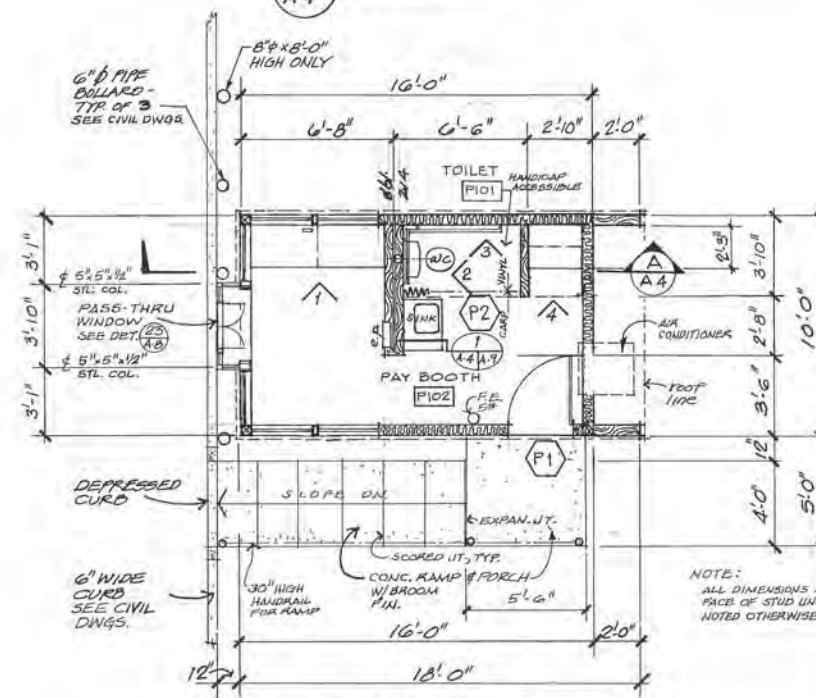 A-4
8"ϕ x 8'-0"
HIGH ONLY
6"ϕ PIPE
BOLLARD -
TYP. OF 3
SEE CIVIL DWGS
16'-0"
6'-8"
6'-6"
2'-10"
2'-0"
TOILET
P101
HANDICAP
ACCESSIBLE
2x4
3'-1"
3'-10"
3'-1"
℄ 5"x5"x1/2"
STL. COL.
PASS-THRU
WINDOW
SEE DET. 23
A-8
℄ 5"x5"x1/2"
STL. COL.
1
W/C
3
2
VINYL
CARP
SINK
P2
4
e.p.
1
A-4 A-9
PAY BOOTH
P102
F.E.
A
A4
2'-3"
3'-10"
2'-8"
3'-6"
10'-0"
AIR
CONDITIONER
roof
line
P1
12"
4'-0"
5'-0"
DEPRESSED
CURB
SLOPE DN.
EXPAN. JT.
SCORED JT., TYP.
CONC. RAMP & PORCH
W/ BROOM
FIN.
30" HIGH
HANDRAIL
FOR RAMP
6" WIDE
CURB
SEE CIVIL
DWGS.
5'-6"
16'-0"
2'-0"
12"
18'-0"
NOTE:
ALL DIMENSIONS
FACE OF STUD UN
NOTED OTHERWISE